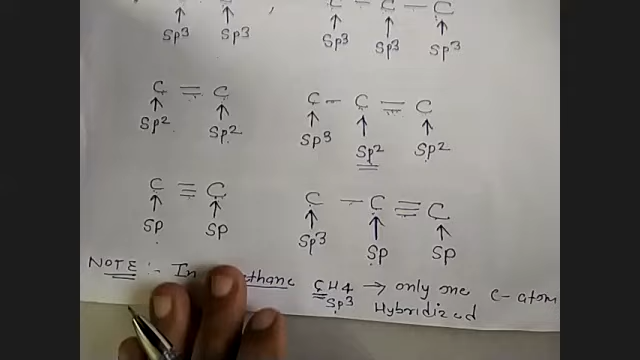 C - C - C
Sp3 Sp3 , Sp3 Sp3 Sp3
C = C C - C = C
Sp2 Sp2 Sp3 Sp2 Sp2
C ≡ C C - C ≡ C
Sp Sp Sp3 Sp Sp
NOTE :- In ethane CH4 → only one C-atom
Sp3 Hybridized